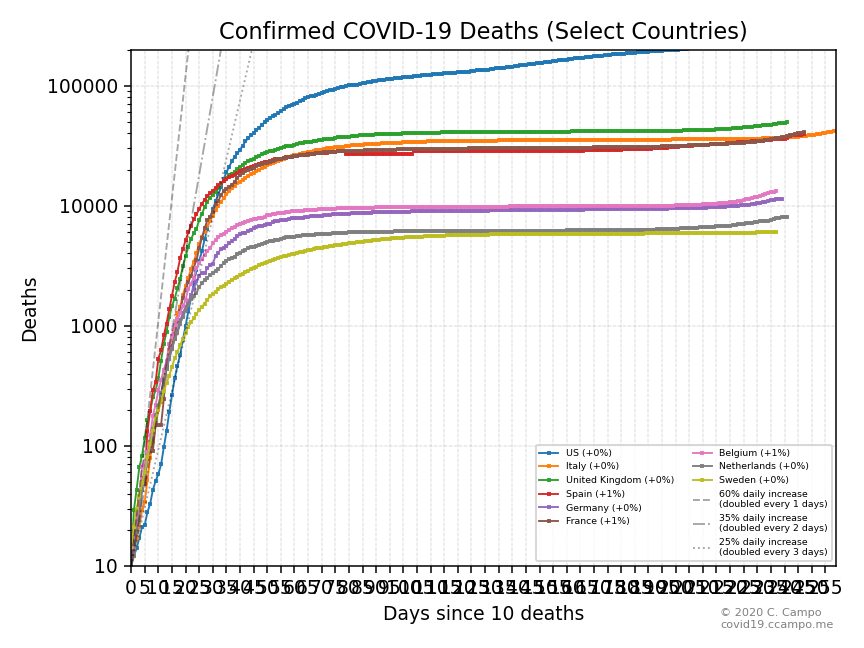 Confirmed COVID-19 Deaths (Select Countries)
100000
10000
1000
100
10
Deaths
US (+0%)
Italy (+0%)
United Kingdom (+0%)
Spain (+1%)
Germany (+0%)
France (+1%)
Belgium (+1%)
Netherlands (+0%)
Sweden (+0%)
60% daily increase
(doubled every 1 days)
35% daily increase
(doubled every 2 days)
25% daily increase
(doubled every 3 days)
0 5
Days since 10 deaths
© 2020 C. Campo
covid19.ccampo.me